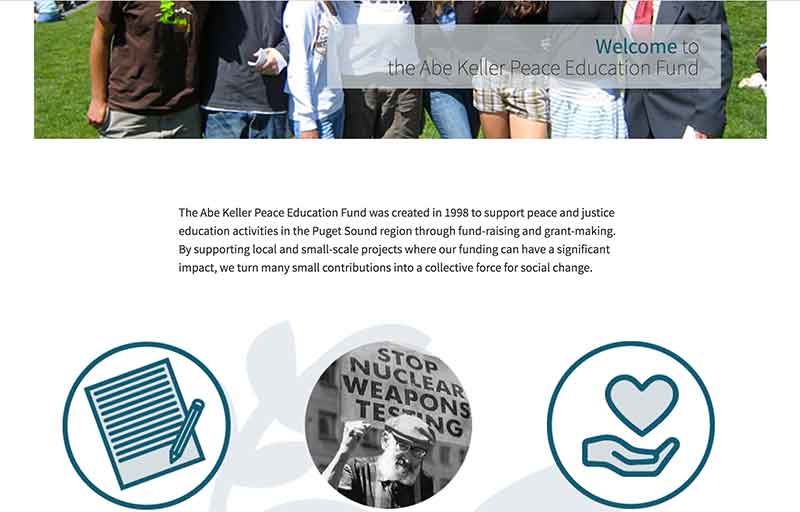 Welcome to
the Abe Keller Peace Education Fund
The Abe Keller Peace Education Fund was created in 1998 to support peace and justice
education activities in the Puget Sound region through fund-raising and grant-making.
By supporting local and small-scale projects where our funding can have a significant
impact, we turn many small contributions into a collective force for social change.
STOP
NUCLEAR
WEAPONS
TESTING